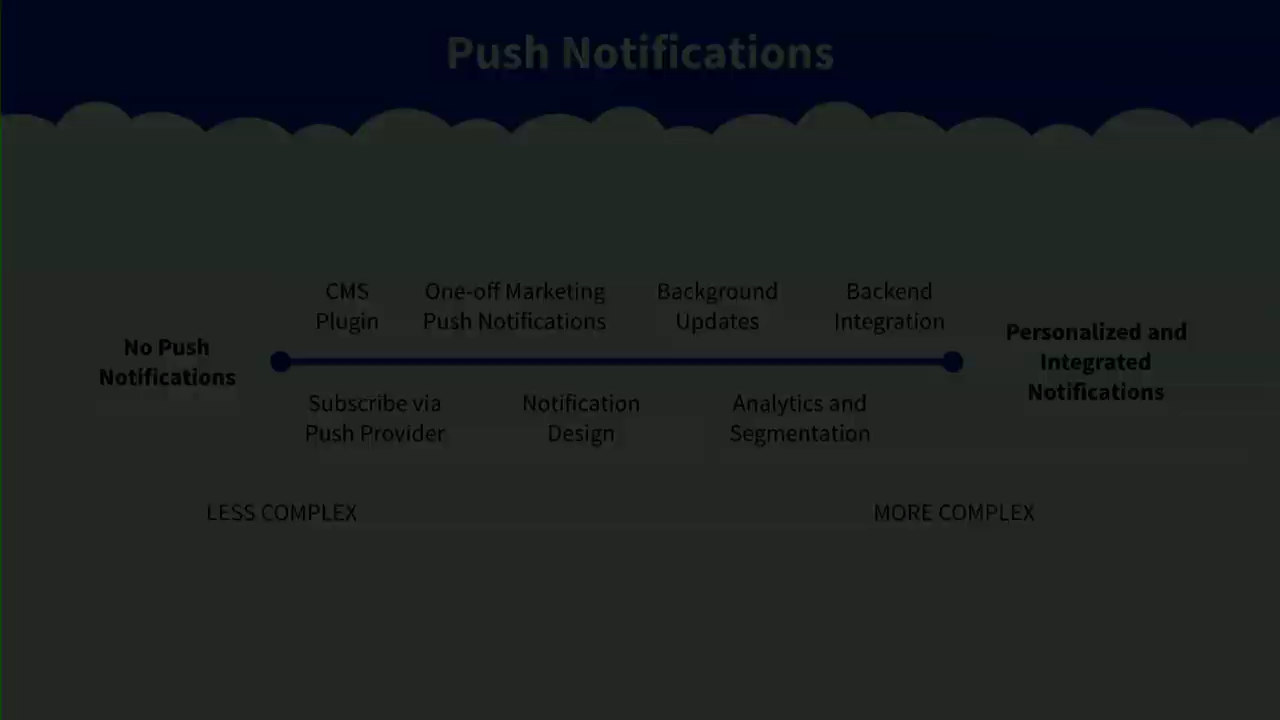 Push Notifications
CMS
Plugin
One-off Marketing
Push Notifications
Background
Updates
Backend
Integration
No Push
Notifications
Personalized and
Integrated
Notifications
Subscribe via
Push Provider
Notification
Design
Analytics and
Segmentation
LESS COMPLEX
MORE COMPLEX